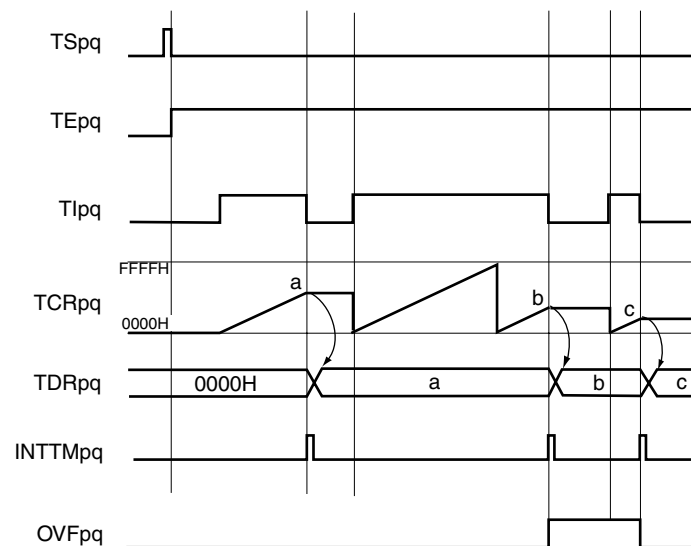 TSpq
TEpq
TIpq
FFFFH
TCRpq
a
b
c
0000H
TDRpq
0000H
a
b
c
INTTMpq
OVFpq